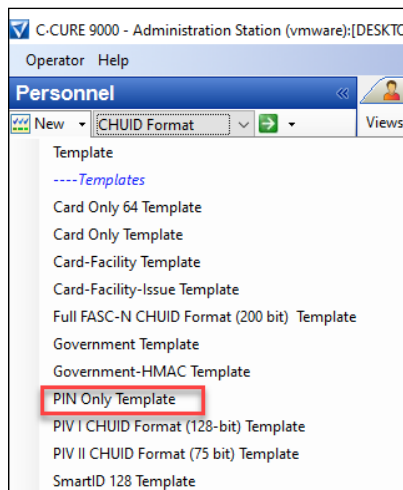 C•CURE 9000 - Administration Station (vmware):[DESKTO
Operator Help
Personnel
New CHUID Format
Views
Template
----Templates
Card Only 64 Template
Card Only Template
Card-Facility Template
Card-Facility-Issue Template
Full FASC-N CHUID Format (200 bit) Template
Government Template
Government-HMAC Template
PIN Only Template
PIV I CHUID Format (128-bit) Template
PIV II CHUID Format (75 bit) Template
SmartID 128 Template